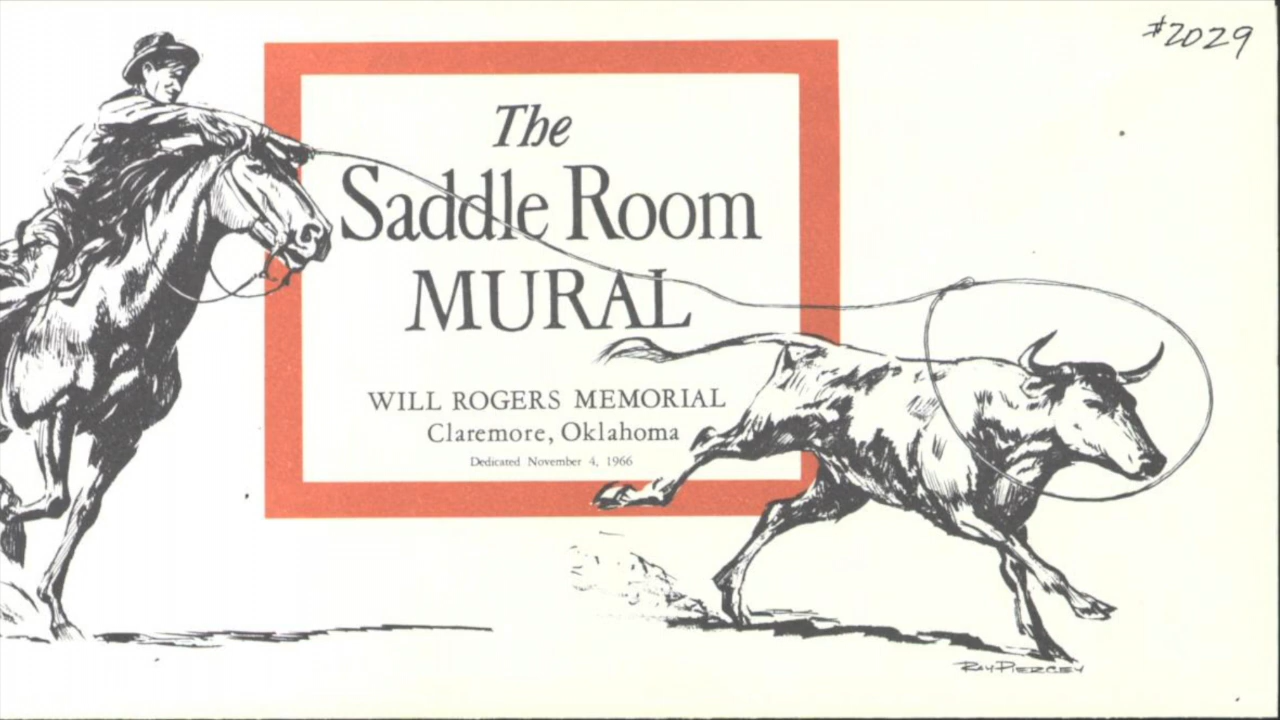 #2029
The
Saddle Room
MURAL
WILL ROGERS MEMORIAL
Claremore, Oklahoma
Dedicated November 4, 1966
RAY PIERCEY